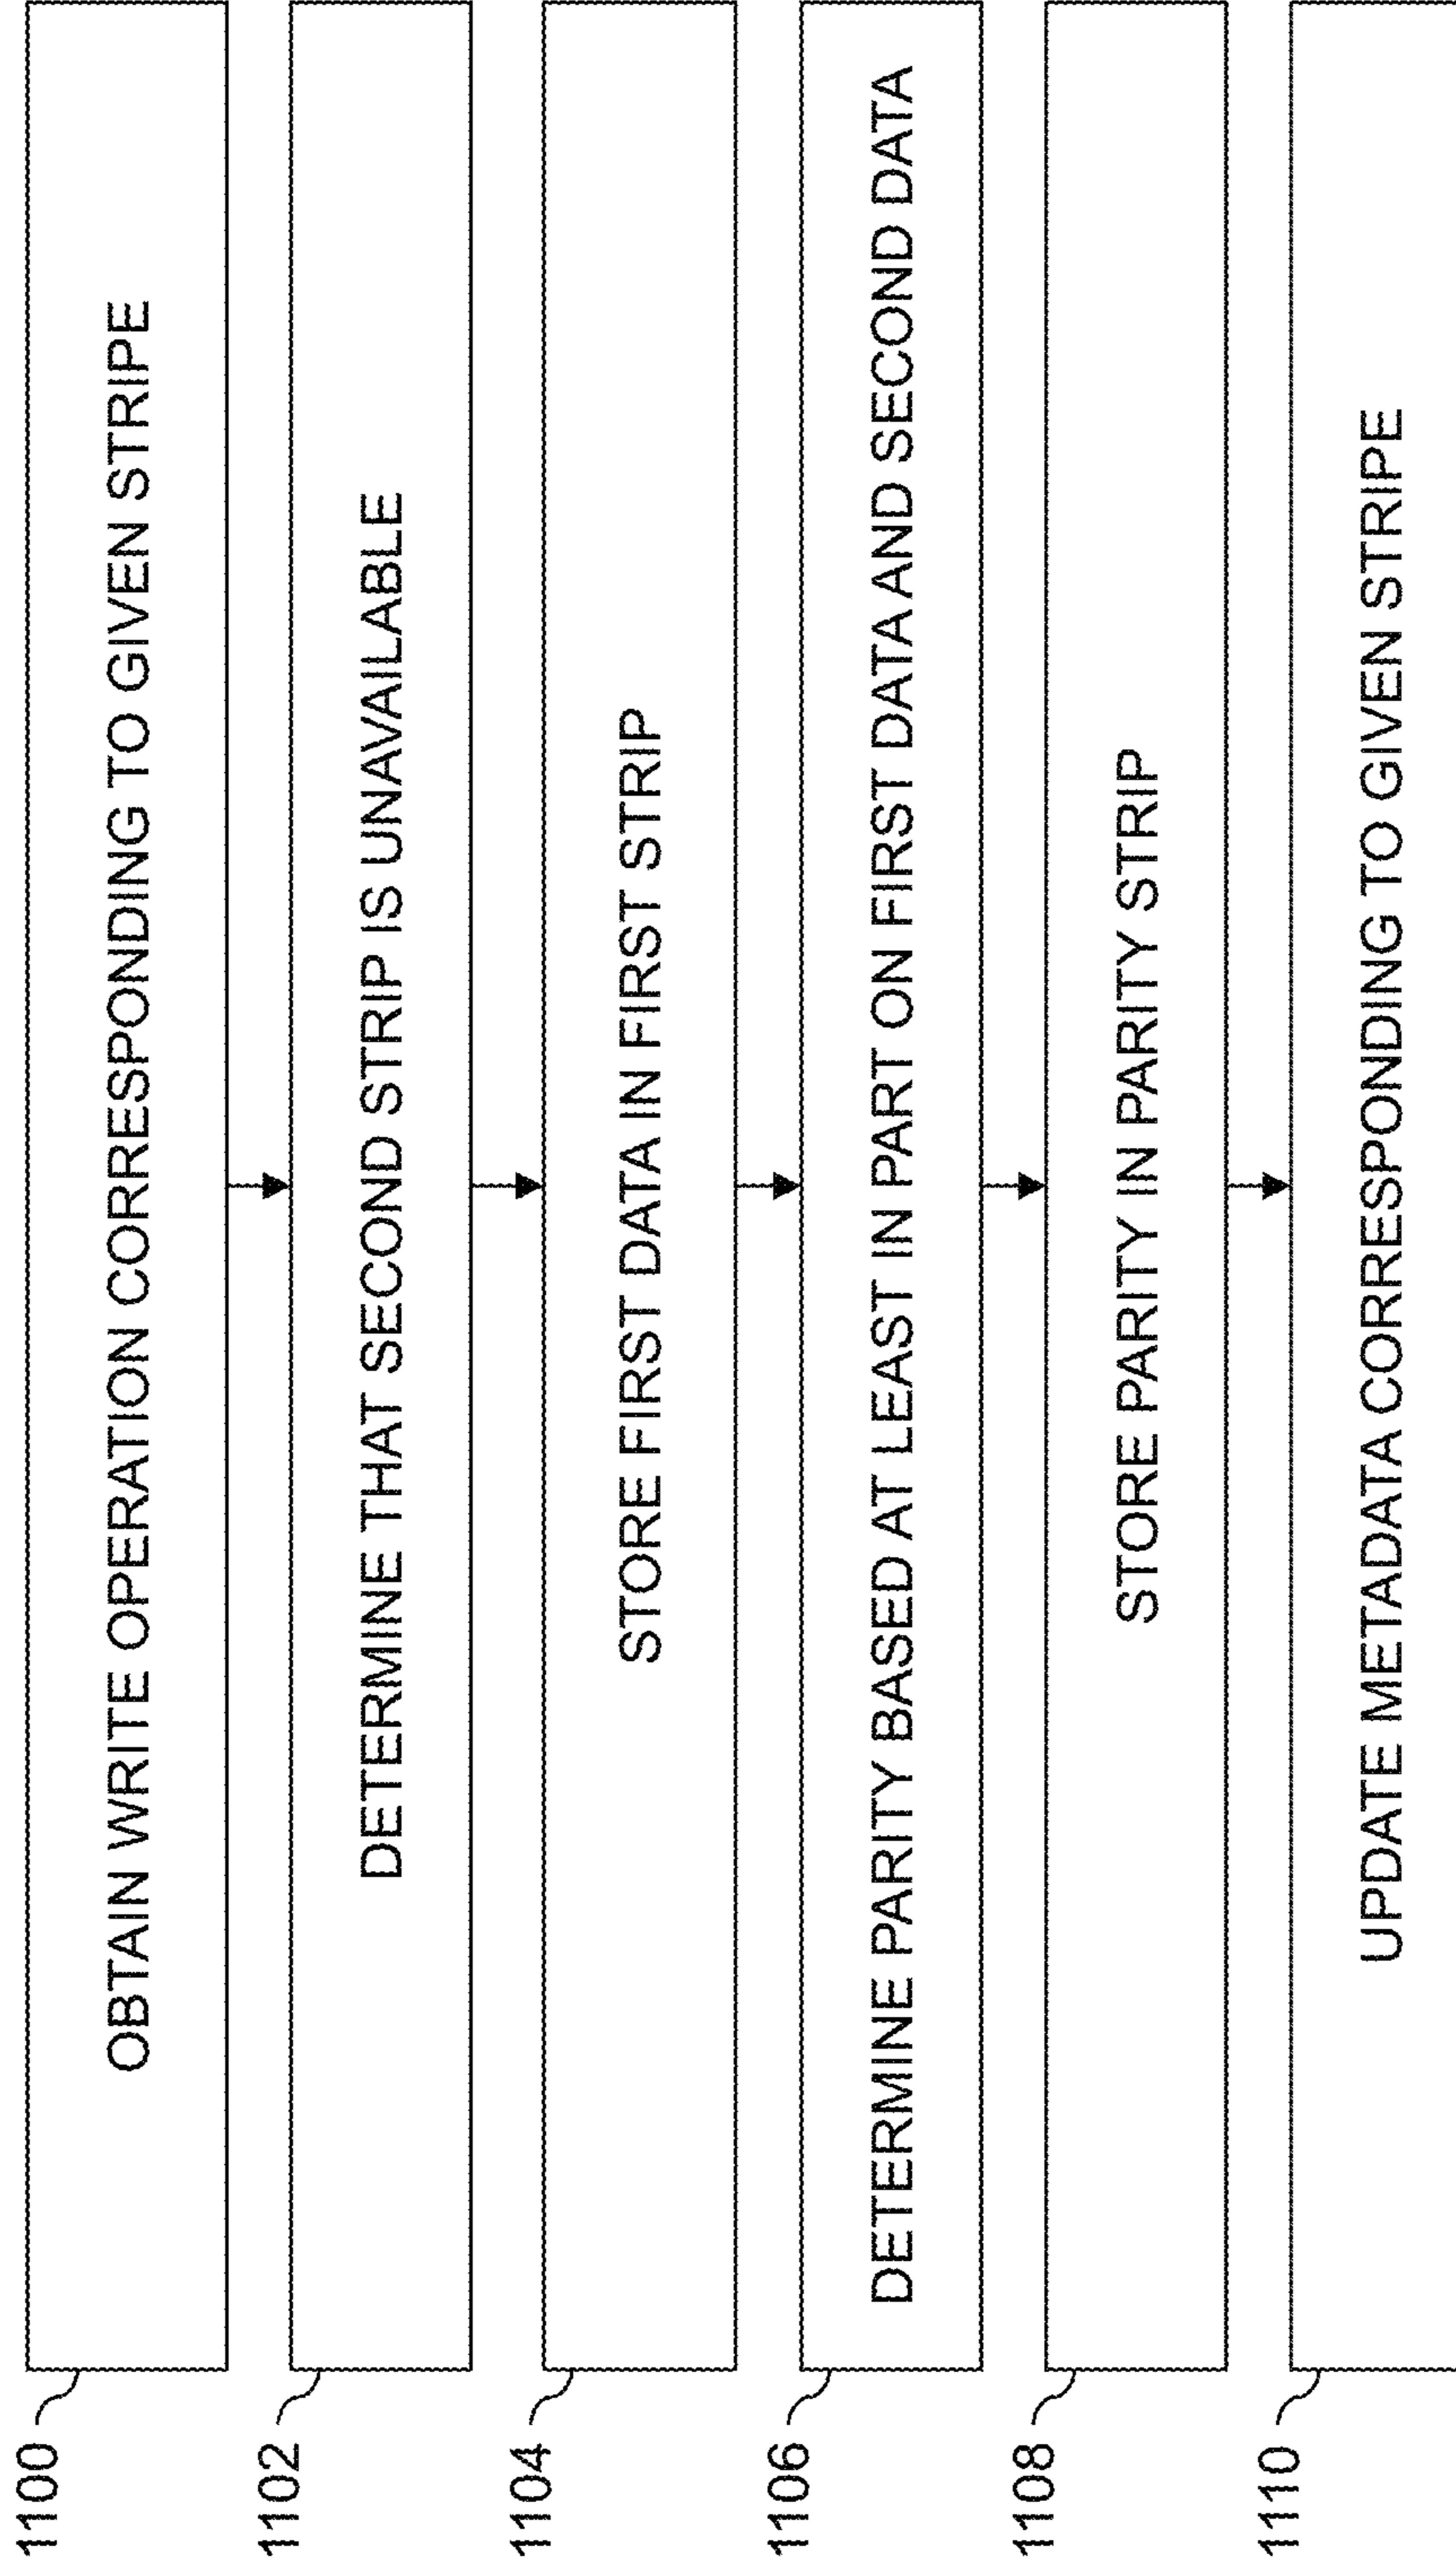 1100
OBTAIN WRITE OPERATION CORRESPONDING TO GIVEN STRIPE
1102
DETERMINE THAT SECOND STRIP IS UNAVAILABLE
1104
STORE FIRST DATA IN FIRST STRIP
1106
DETERMINE PARITY BASED AT LEAST IN PART ON FIRST DATA AND SECOND DATA
1108
STORE PARITY IN PARITY STRIP
1110
UPDATE METADATA CORRESPONDING TO GIVEN STRIPE